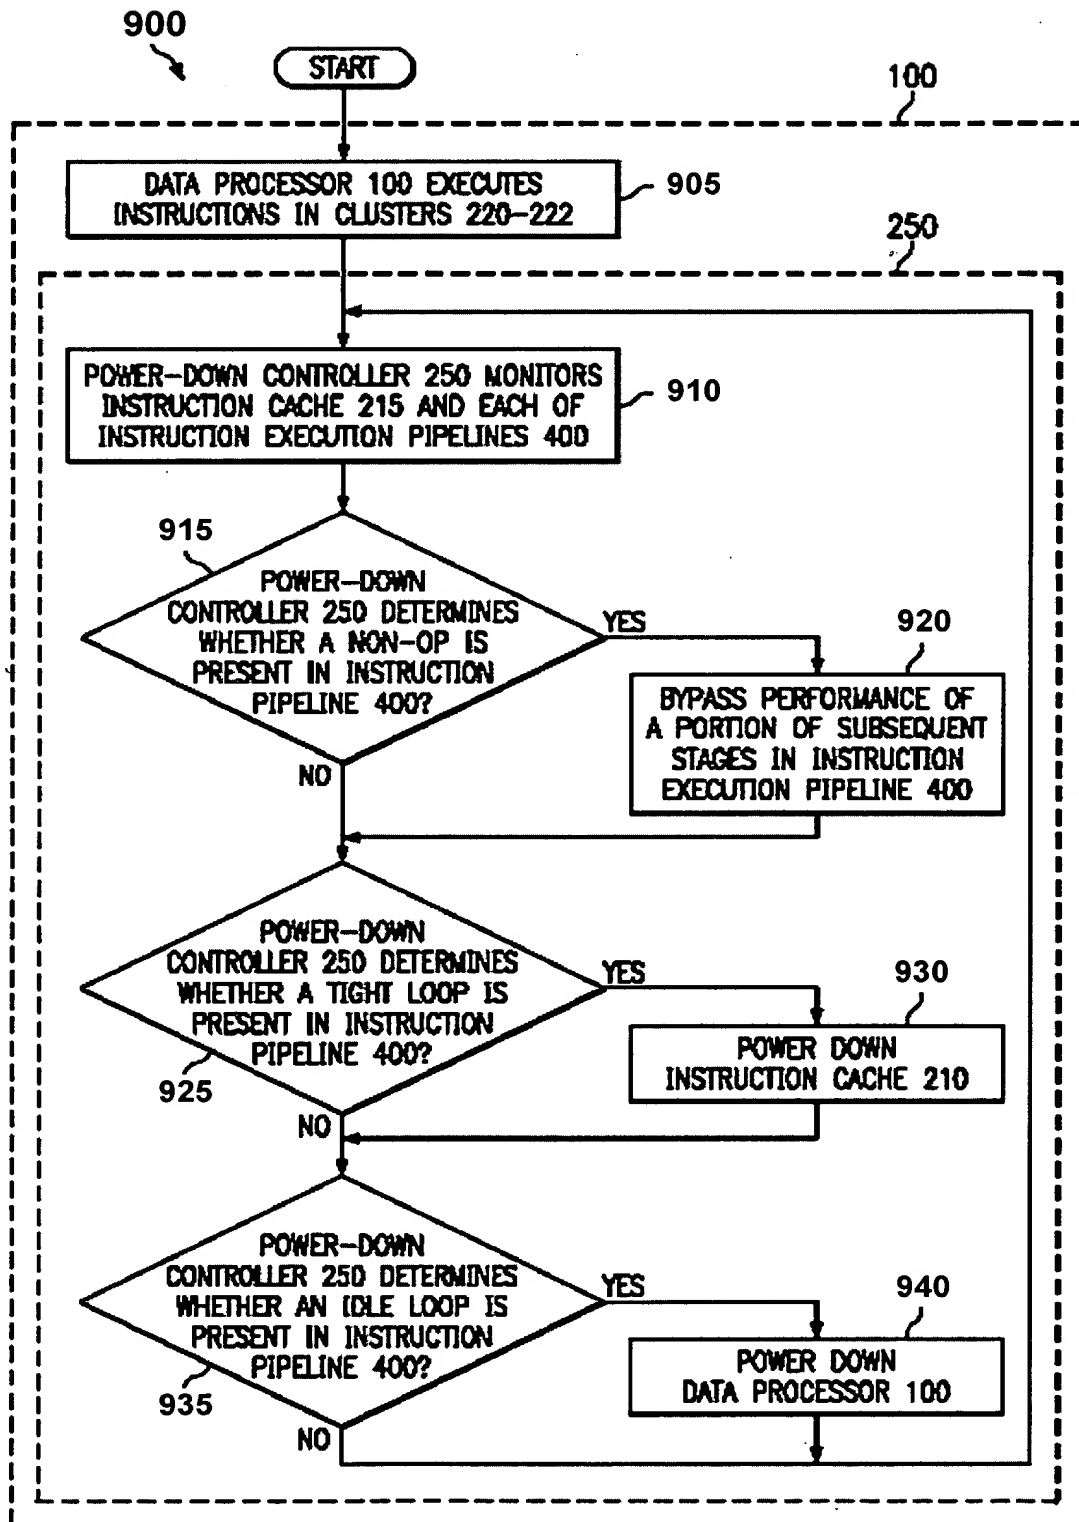 900
START
100
DATA PROCESSOR 100 EXECUTES
INSTRUCTIONS IN CLUSTERS 220-222
905
250
POWER-DOWN CONTROLLER 250 MONITORS
INSTRUCTION CACHE 215 AND EACH OF
INSTRUCTION EXECUTION PIPELINES 400
910
915
POWER-DOWN
CONTROLLER 250 DETERMINES
WHETHER A NON-OP IS
PRESENT IN INSTRUCTION
PIPELINE 400?
YES
NO
920
BYPASS PERFORMANCE OF
A PORTION OF SUBSEQUENT
STAGES IN INSTRUCTION
EXECUTION PIPELINE 400
POWER-DOWN
CONTROLLER 250 DETERMINES
WHETHER A TIGHT LOOP IS
PRESENT IN INSTRUCTION
PIPELINE 400?
925
YES
NO
930
POWER DOWN
INSTRUCTION CACHE 210
POWER-DOWN
CONTROLLER 250 DETERMINES
WHETHER AN IDLE LOOP IS
PRESENT IN INSTRUCTION
PIPELINE 400?
935
YES
NO
940
POWER DOWN
DATA PROCESSOR 100